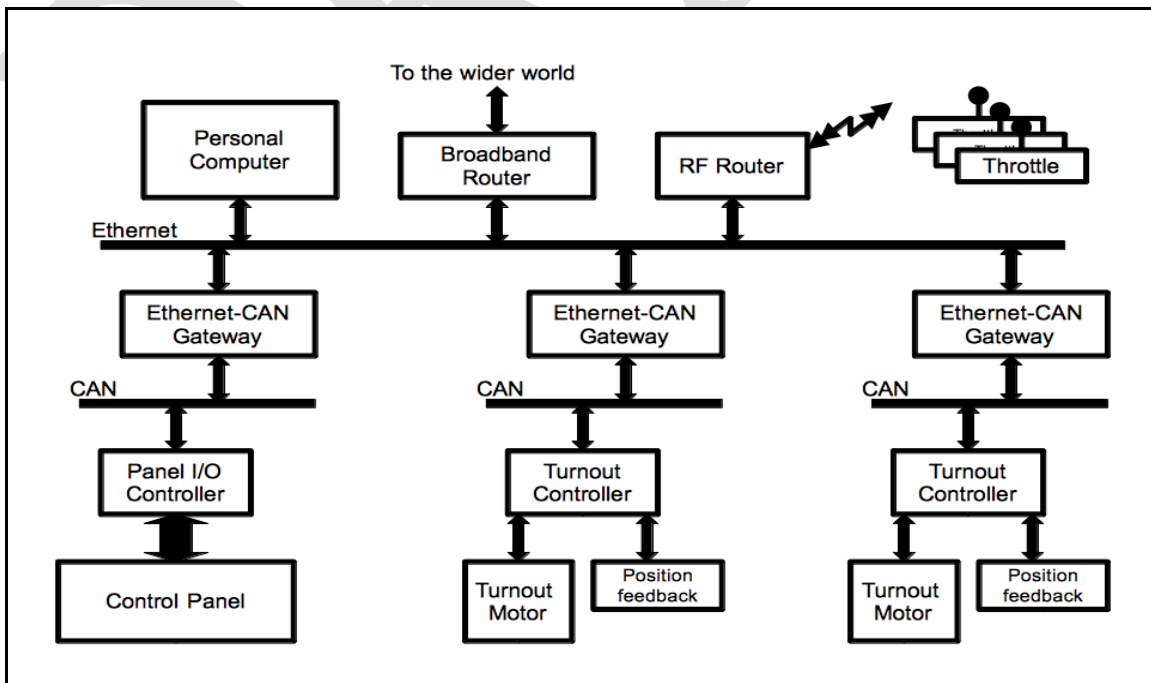 To the wider world
Personal
Computer
Broadband
Router
RF Router
Throttle
Ethernet
Ethernet-CAN
Gateway
Ethernet-CAN
Gateway
Ethernet-CAN
Gateway
CAN
CAN
CAN
Panel I/O
Controller
Turnout
Controller
Turnout
Controller
Control Panel
Turnout
Motor
Position
feedback
Turnout
Motor
Position
feedback